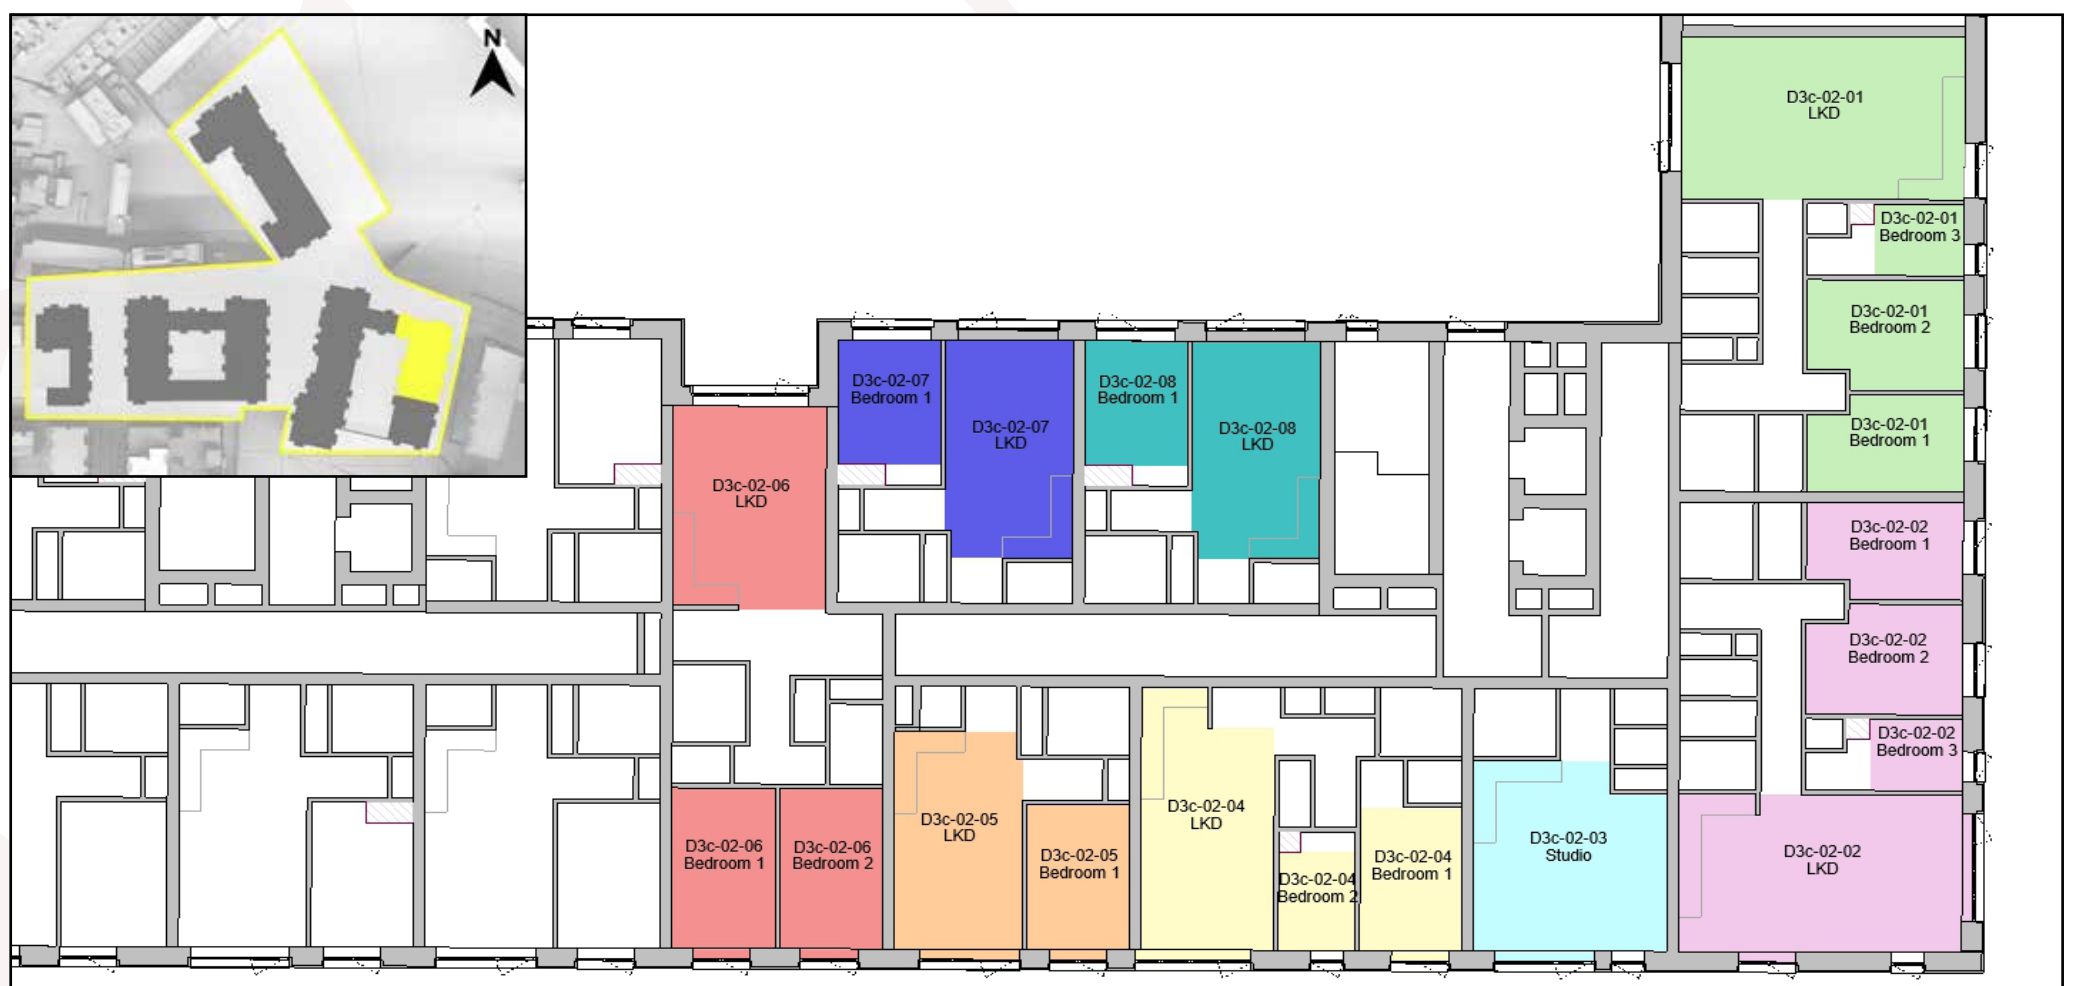 N
D3c-02-01
LKD
D3c-02-01
Bedroom 3
D3c-02-01
Bedroom 2
D3c-02-01
Bedroom 1
D3c-02-07
Bedroom 1
D3c-02-07
LKD
D3c-02-08
Bedroom 1
D3c-02-08
LKD
D3c-02-06
LKD
D3c-02-02
Bedroom 1
D3c-02-02
Bedroom 2
D3c-02-02
Bedroom 3
D3c-02-06
Bedroom 1
D3c-02-06
Bedroom 2
D3c-02-05
LKD
D3c-02-05
Bedroom 1
D3c-02-04
LKD
D3c-02-04
Bedroom 2
D3c-02-04
Bedroom 1
D3c-02-03
Studio
D3c-02-02
LKD